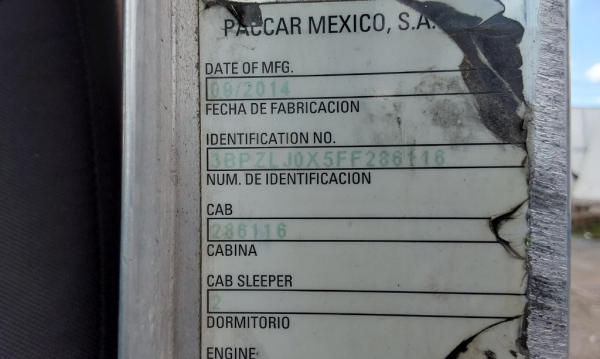 PACCAR MEXICO, S.A.
DATE OF MFG.
09/2014
FECHA DE FABRICACION
IDENTIFICATION NO.
3BPZLJ0X5FF286116
NUM. DE IDENTIFICACION
CAB
286116
CABINA
CAB SLEEPER
2
DORMITORIO
ENGINE